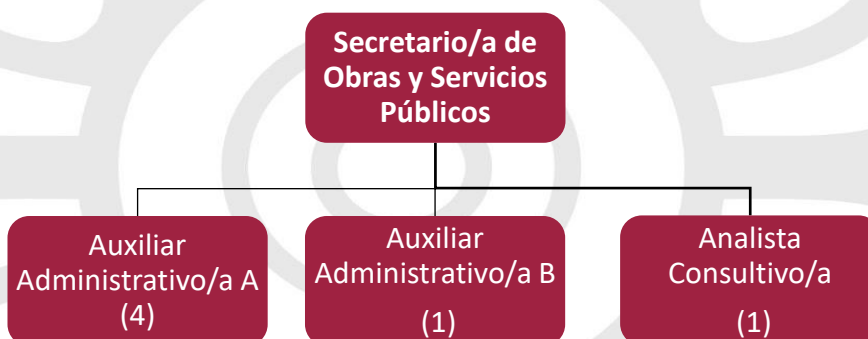 Secretario/a de
Obras y Servicios
Públicos
Auxiliar
Administrativo/a A
(4)
Auxiliar
Administrativo/a B
(1)
Analista
Consultivo/a
(1)